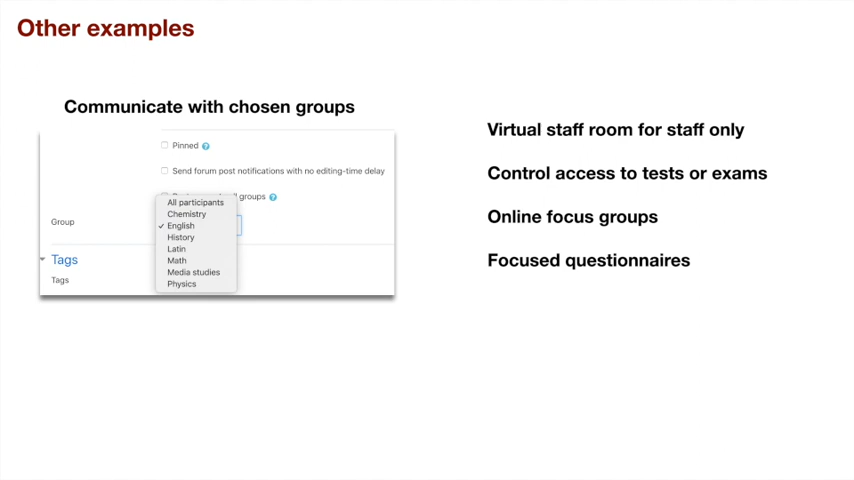 Other examples
Communicate with chosen groups
Pinned
Send forum post notifications with no editing-time delay
groups
Group
All participants
Chemistry
English
History
Latin
Math
Media studies
Physics
Tags
Tags
Virtual staff room for staff only
Control access to tests or exams
Online focus groups
Focused questionnaires